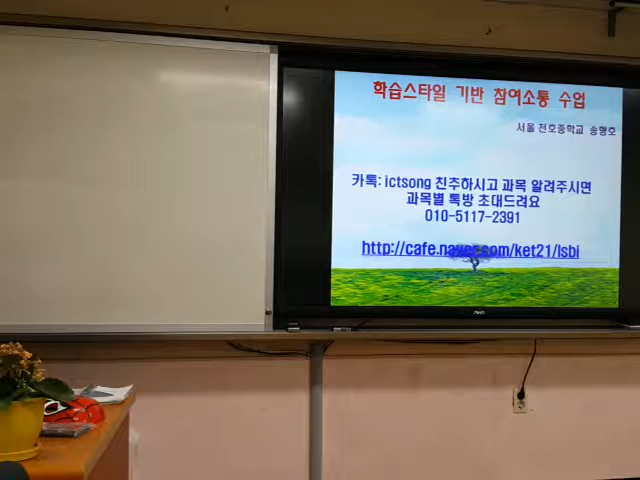 학습스타일 기반 참여소통 수업
서울 천호중학교 송형호
카톡: ictsong 친추하시고 과목 알려주시면
과목별 톡방 초대드려요
010-5117-2391
http://cafe.naver.com/ket21/lsbi